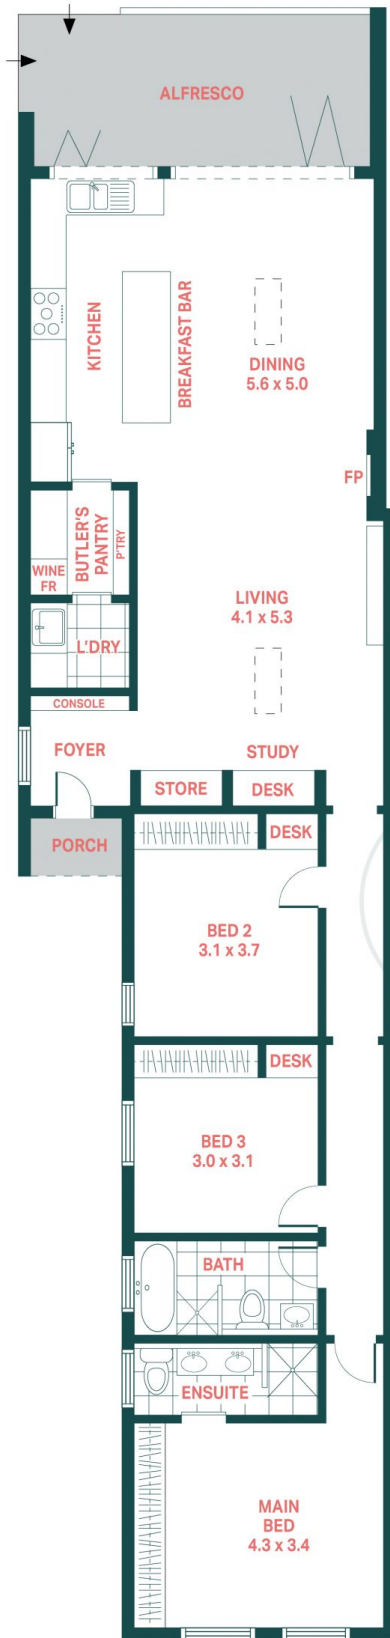 ALFRESCO
KITCHEN
BREAKFAST BAR
DINING
5.6 x 5.0
FP
BUTLER'S
PANTRY
P'TRY
WINE
FR
LIVING
4.1 x 5.3
L'DRY
CONSOLE
FOYER
STUDY
STORE
DESK
PORCH
DESK
BED 2
3.1 x 3.7
DESK
BED 3
3.0 x 3.1
BATH
ENSUITE
MAIN
BED
4.3 x 3.4